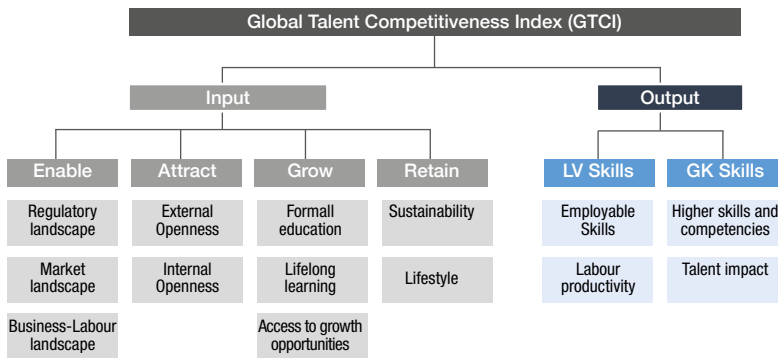 Global Talent Competitiveness Index (GTCI)
Input
Output
Enable
Attract
Grow
Retain
LV Skills
GK Skills
Regulatory
landscape
External
Openness
Formall
education
Sustainability
Employable
Skills
Higher skills and
competencies
Market
landscape
Internal
Openness
Lifelong
learning
Lifestyle
Labour
productivity
Talent impact
Business-Labour
landscape
Access to growth
opportunities